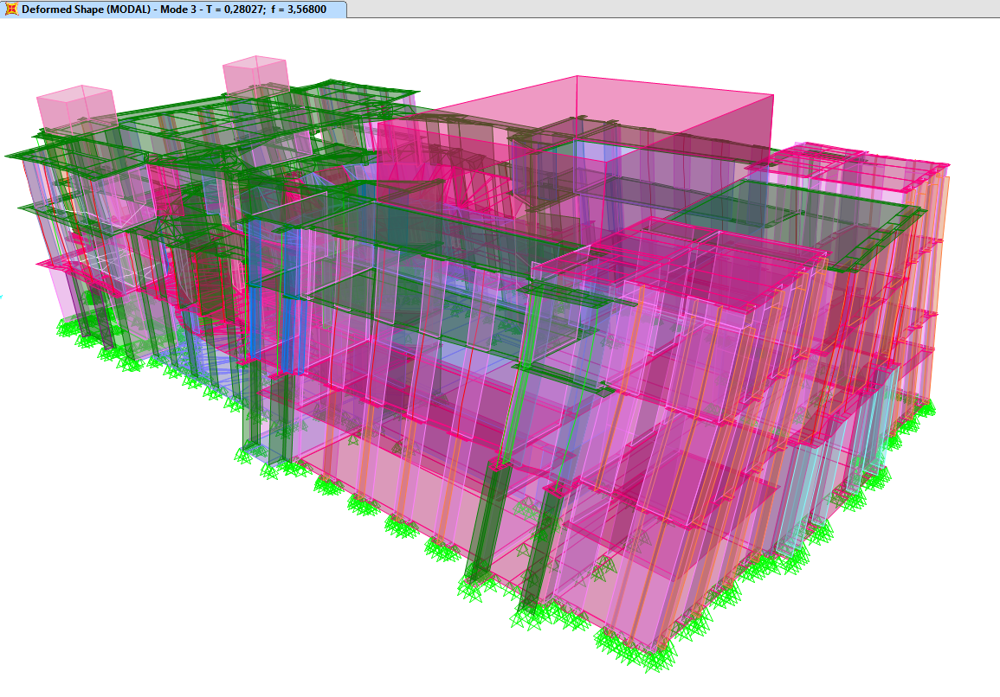 Deformed Shape (MODAL) - Mode 3 - T = 0,28027;  f = 3,56800